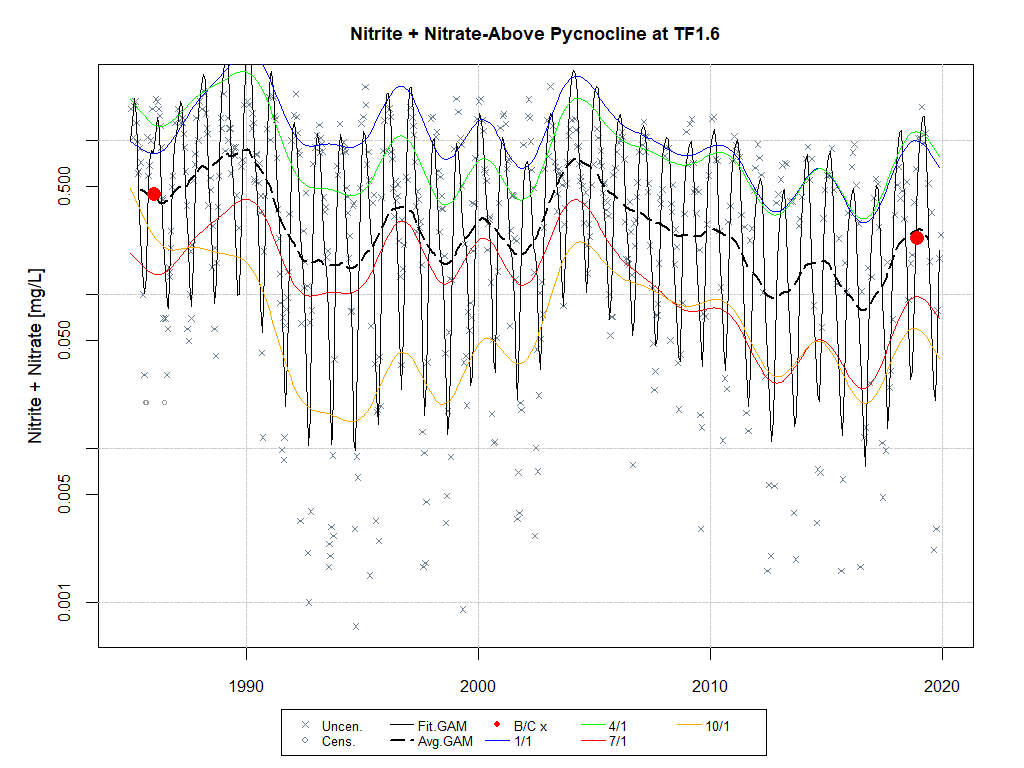 Nitrite + Nitrate-Above Pycnocline at TF1.6
Nitrite + Nitrate [mg/L]
0.500
0.050
0.005
0.001
1990 2000 2010 2020
Uncen. Fit.GAM B/C x 4/1 10/1
Cens. Avg.GAM 1/1 7/1